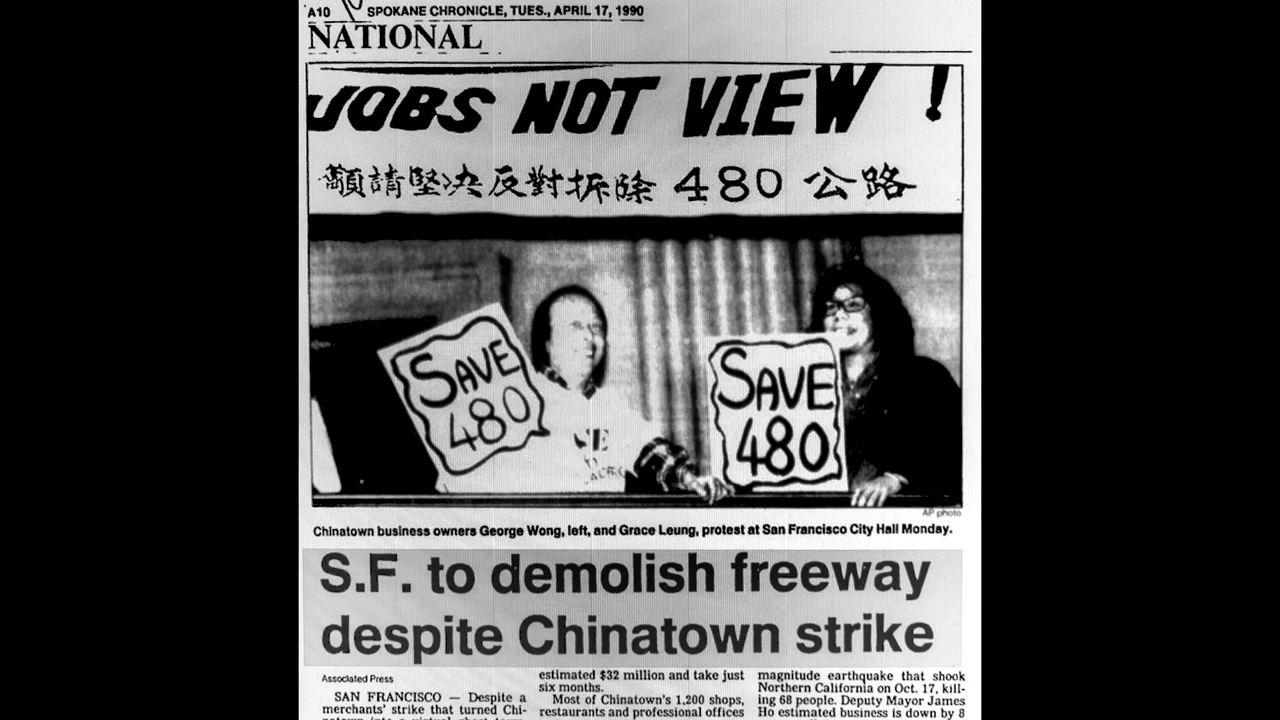 A10 SPOKANE CHRONICLE, TUES., APRIL 17, 1990
NATIONAL
JOBS NOT VIEW !
籲請堅决反對拆除 480 公路
SAVE
480
SAVE
480
AP photo
Chinatown business owners George Wong, left, and Grace Leung, protest at San Francisco City Hall Monday.
S.F. to demolish freeway
despite Chinatown strike
Associated Press
SAN FRANCISCO — Despite a
merchants' strike that turned Chi-
estimated $32 million and take just
six months.
Most of Chinatown's 1,200 shops,
restaurants and professional offices
magnitude earthquake that shook
Northern California on Oct. 17, kill-
ing 68 people. Deputy Mayor James
Ho estimated business is down by 8